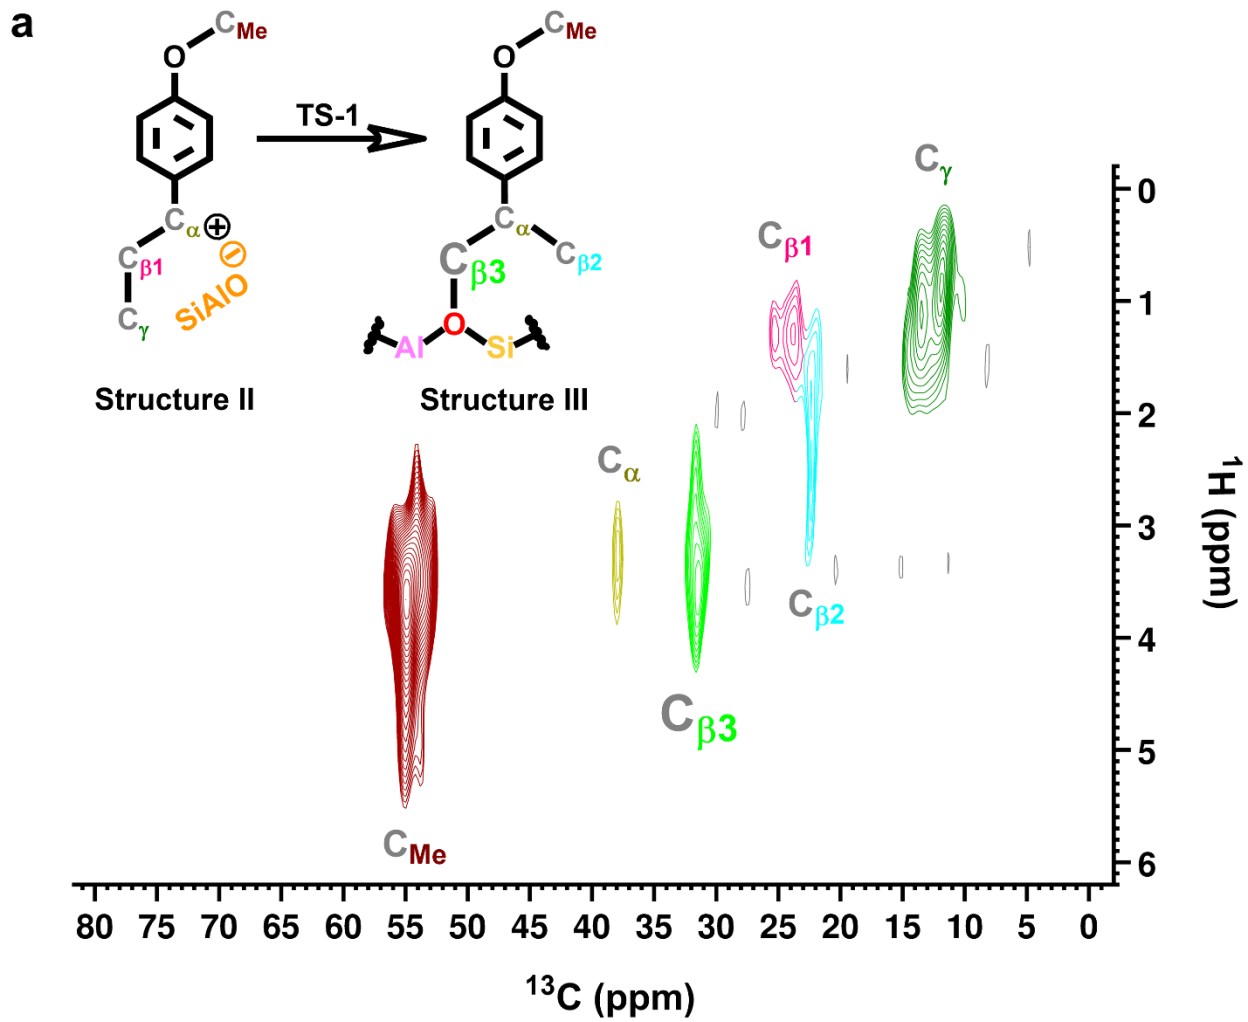 a
CMe
O
TS-1
Cα ⊕
⊖
Cβ1
SiAlO
Cγ
Structure II
CMe
O
Cα
Cβ3
Cβ2
O
Al
Si
Structure III
Cγ
Cβ1
Cα
Cβ2
Cβ3
CMe
0
1
2
3
4
5
6
¹H (ppm)
80 75 70 65 60 55 50 45 40 35 30 25 20 15 10 5 0
¹³C (ppm)